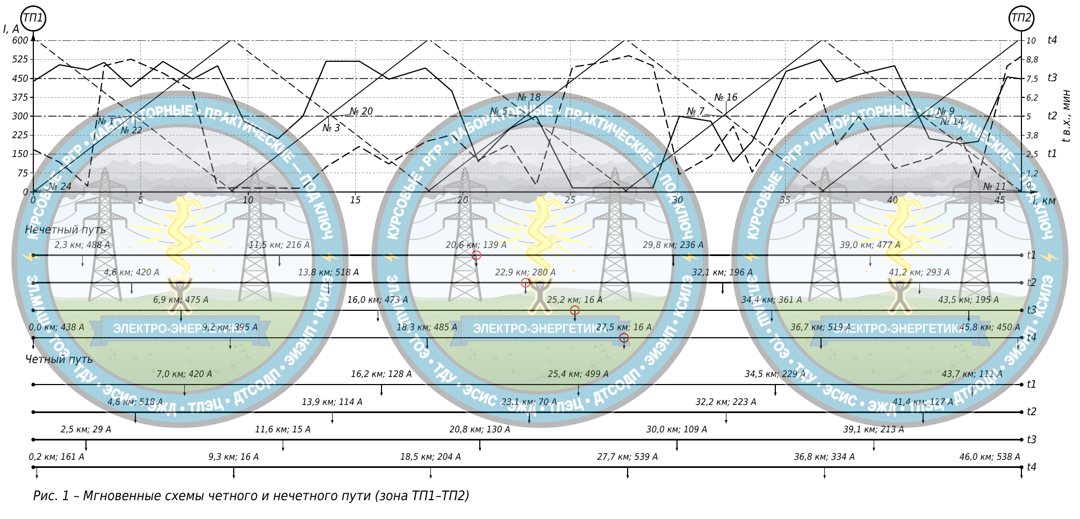 ТП1 ТП2
I, А
600 10 t4
525 8,8
450 7,5 t3
375 6,2
№ 18 № 16
№ 5 № 7 № 20 № 9
300 5 t2
№ 1 № 22 № 3 № 14
225 3,8
150 2,5 t1
75 1,2
№ 24 № 11
0 5 10 15 20 25 30 35 40 45 l, км
t в.х., мин
Нечетный путь
2,3 км; 488 А 11,5 км; 216 А 20,6 км; 139 А 29,8 км; 236 А 39,0 км; 477 А t1
4,6 км; 420 А 13,8 км; 518 А 22,9 км; 280 А 32,1 км; 196 А 41,2 км; 293 А t2
6,9 км; 475 А 16,0 км; 473 А 25,2 км; 16 А 34,4 км; 361 А 43,5 км; 195 А t3
0,0 км; 438 А 9,2 км; 395 А 18,3 км; 485 А 27,5 км; 16 А 36,7 км; 519 А 45,8 км; 450 А t4
Четный путь
7,0 км; 420 А 16,2 км; 128 А 25,4 км; 499 А 34,5 км; 229 А 43,7 км; 111 А t1
4,8 км; 518 А 13,9 км; 114 А 23,1 км; 70 А 32,2 км; 223 А 41,4 км; 127 А t2
2,5 км; 29 А 11,6 км; 15 А 20,8 км; 130 А 30,0 км; 109 А 39,1 км; 213 А t3
0,2 км; 161 А 9,3 км; 16 А 18,5 км; 204 А 27,7 км; 539 А 36,8 км; 334 А 46,0 км; 538 А t4
Рис. 1 – Мгновенные схемы четного и нечетного пути (зона ТП1–ТП2)